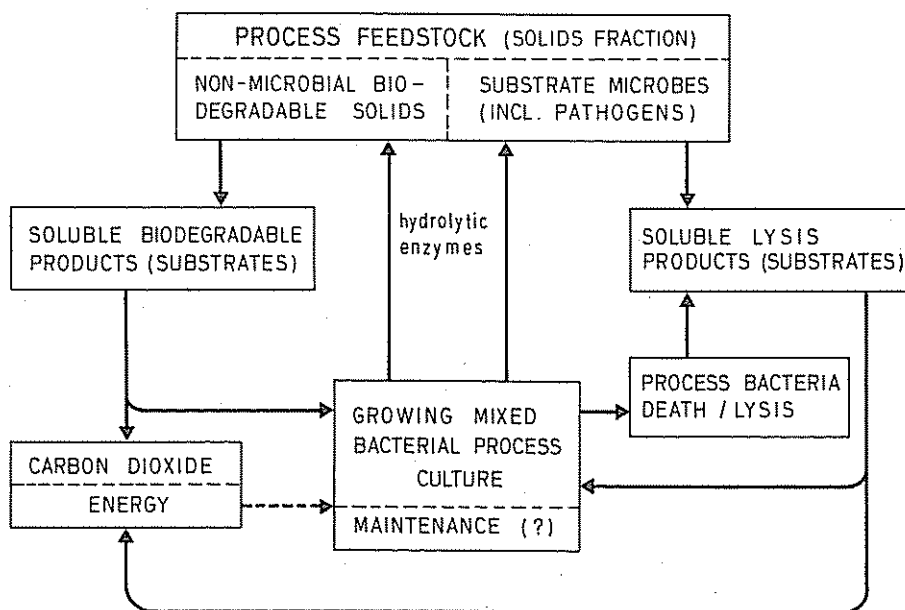 PROCESS FEEDSTOCK (SOLIDS FRACTION)
NON-MICROBIAL BIO-
DEGRADABLE SOLIDS
SUBSTRATE MICROBES
(INCL. PATHOGENS)
hydrolytic
enzymes
SOLUBLE BIODEGRADABLE
PRODUCTS (SUBSTRATES)
SOLUBLE LYSIS
PRODUCTS (SUBSTRATES)
PROCESS BACTERIA
DEATH / LYSIS
GROWING MIXED
BACTERIAL PROCESS
CULTURE
MAINTENANCE (?)
CARBON DIOXIDE
ENERGY